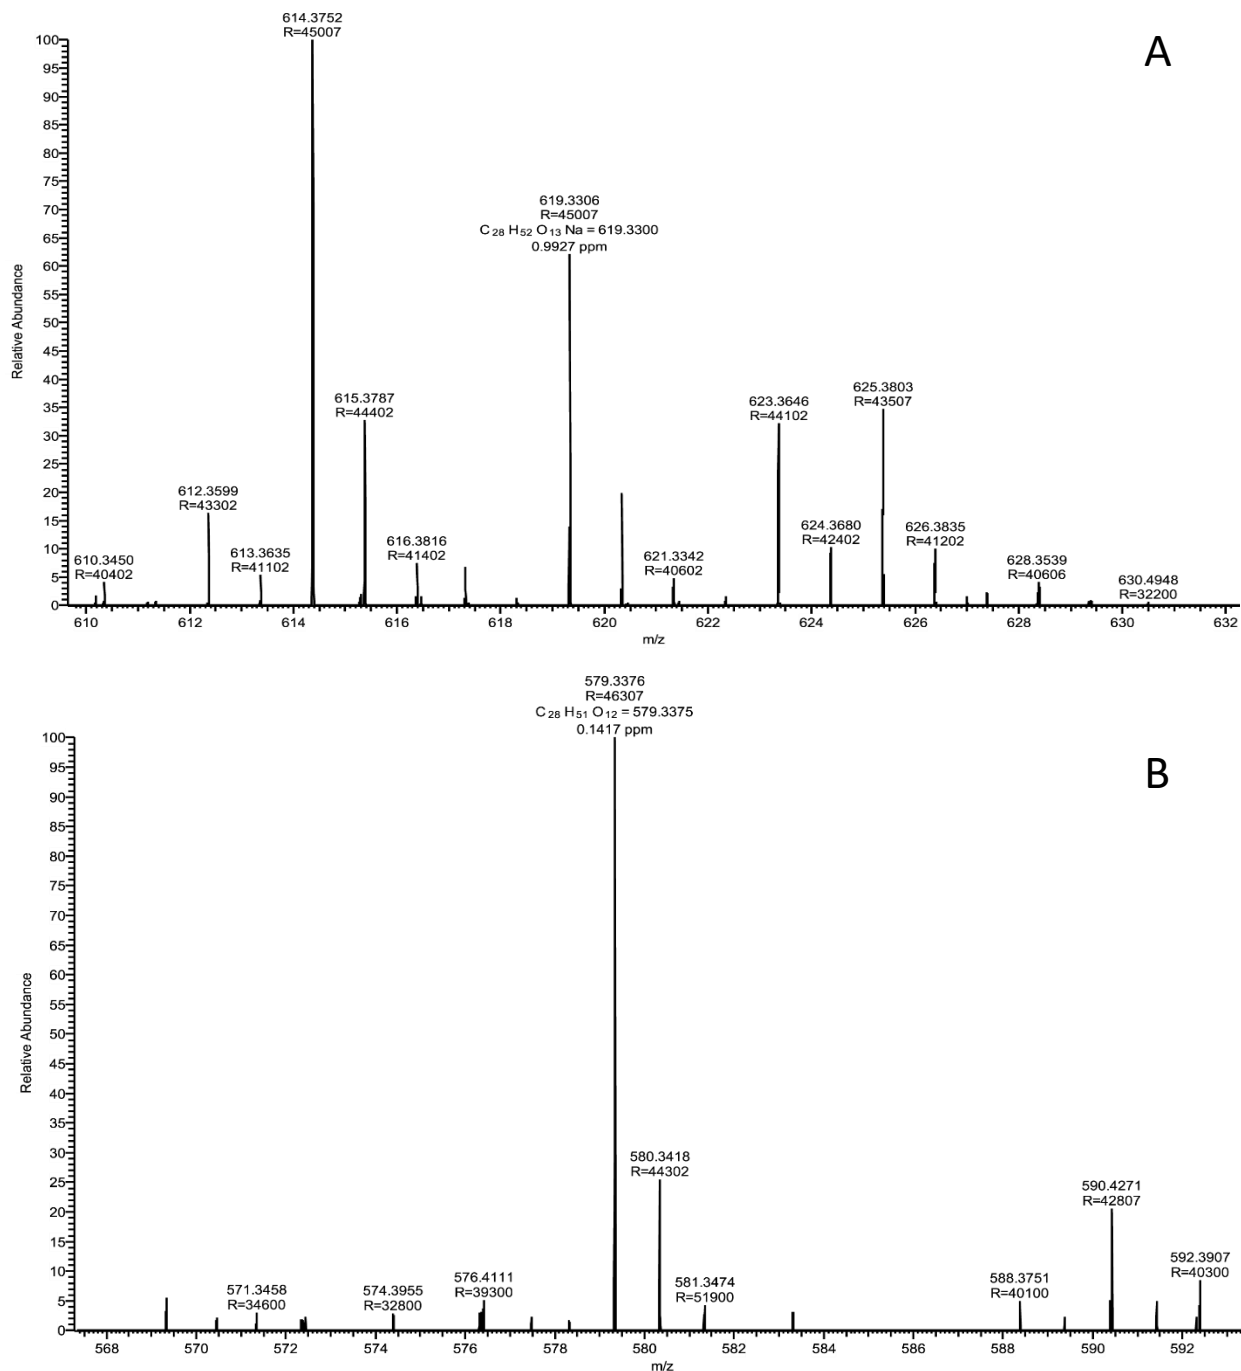 A
614.3752
R=45007
619.3306
R=45007
C28 H52 O13 Na = 619.3300
0.9927 ppm
615.3787
R=44402
623.3646
R=44102
625.3803
R=43507
612.3599
R=43302
610.3450
R=40402
613.3635
R=41102
616.3816
R=41402
621.3342
R=40602
624.3680
R=42402
626.3835
R=41202
628.3539
R=40606
630.4948
R=32200
100
95
90
85
80
75
70
65
60
55
50
45
40
35
30
25
20
15
10
5
0
Relative Abundance
610 612 614 616 618 620 622 624 626 628 630 632
m/z
B
579.3376
R=46307
C28 H51 O12 = 579.3375
0.1417 ppm
580.3418
R=44302
590.4271
R=42807
571.3458
R=34600
574.3955
R=32800
576.4111
R=39300
581.3474
R=51900
588.3751
R=40100
592.3907
R=40300
100
95
90
85
80
75
70
65
60
55
50
45
40
35
30
25
20
15
10
5
0
Relative Abundance
568 570 572 574 576 578 580 582 584 586 588 590 592
m/z